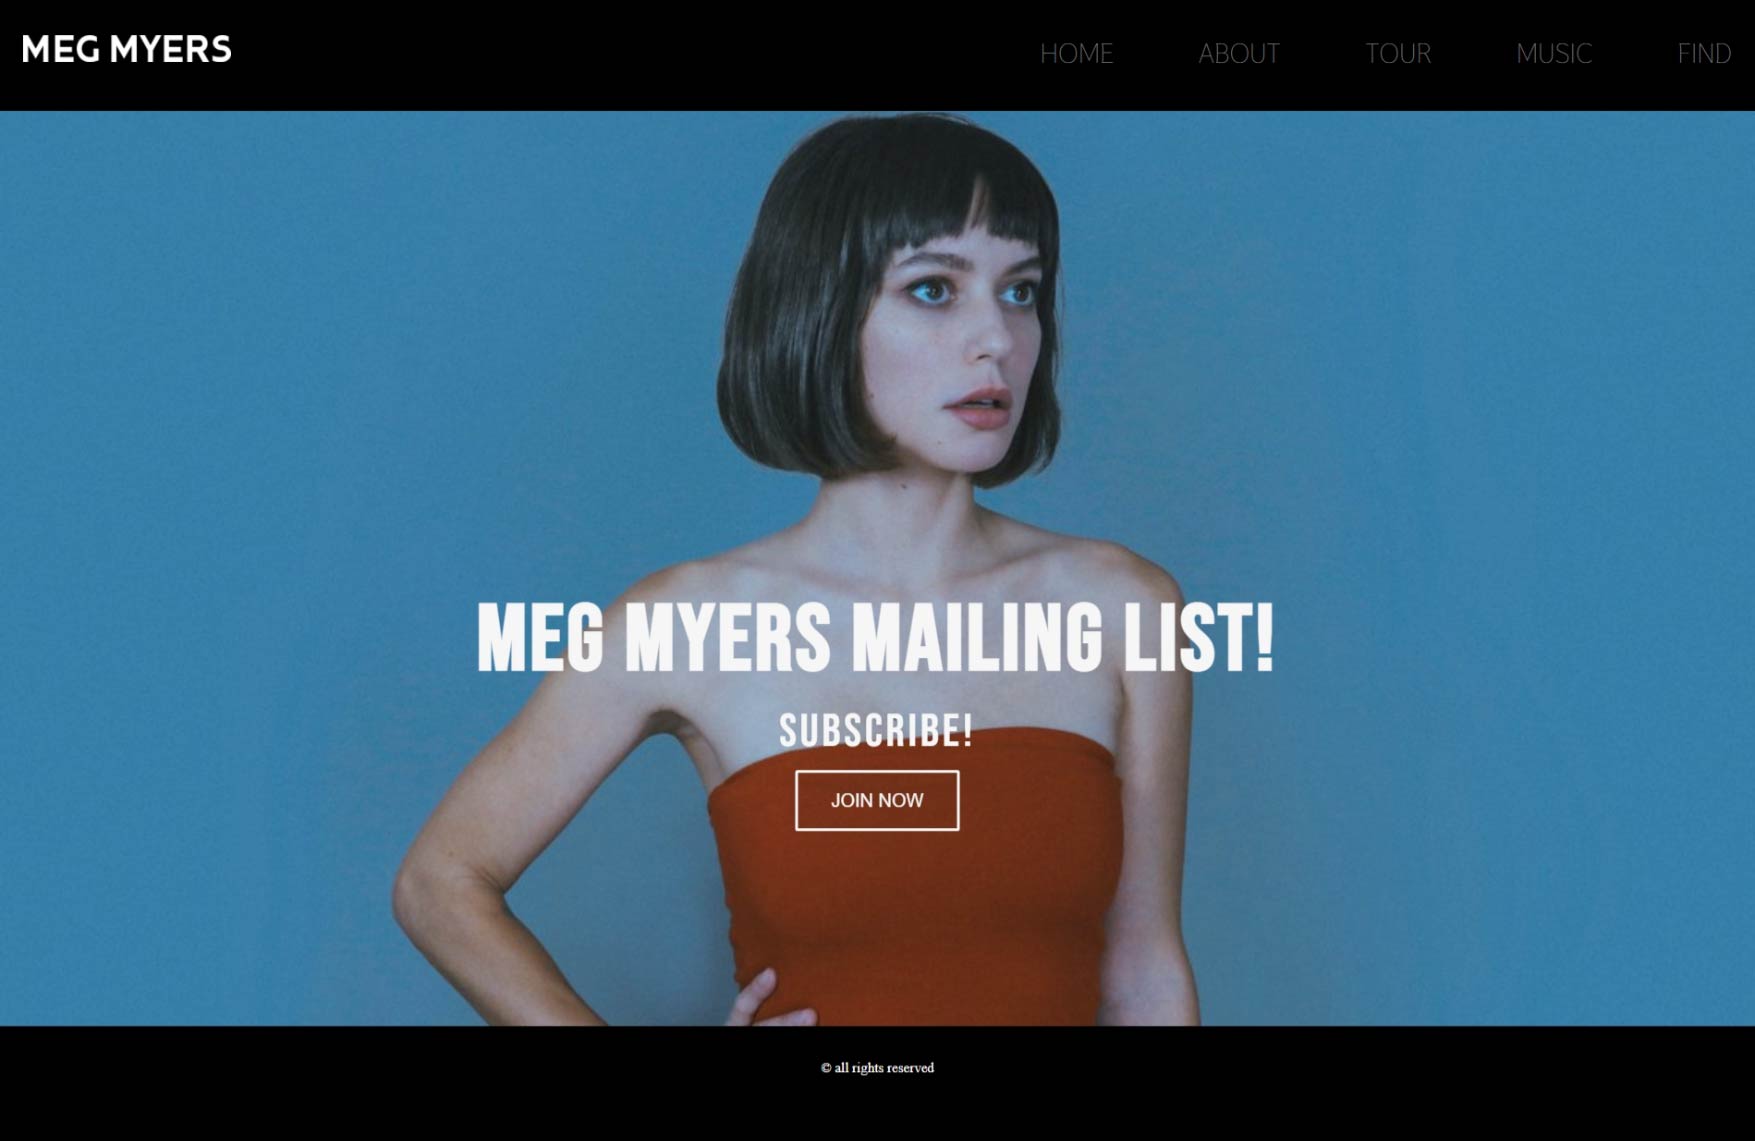 MEG MYERS
HOME ABOUT TOUR MUSIC FIND
MEG MYERS MAILING LIST!
SUBSCRIBE!
JOIN NOW
© all rights reserved